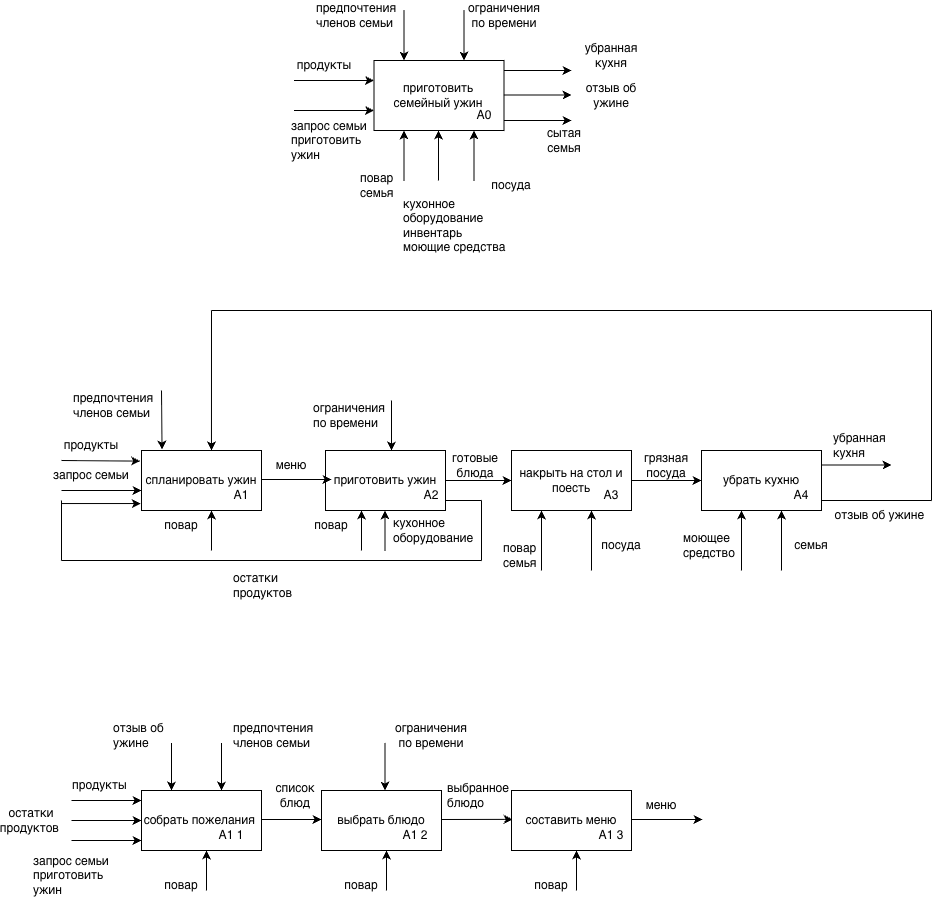 предпочтения
членов семьи
ограничения
по времени
продукты
запрос семьи
приготовить
ужин
приготовить
семейный ужин
A0
убранная
кухня
отзыв об
ужине
сытая
семья
повар
семья
кухонное
оборудование
инвентарь
моющие средства
посуда
предпочтения
членов семьи
продукты
запрос семьи
спланировать ужин
A1
повар
меню
ограничения
по времени
приготовить ужин
A2
повар
кухонное
оборудование
остатки
продуктов
готовые
блюда
накрыть на стол и
поесть
A3
повар
семья
посуда
грязная
посуда
убрать кухню
A4
моющее
средство
семья
убранная
кухня
отзыв об ужине
отзыв об
ужине
предпочтения
членов семьи
продукты
остатки
продуктов
запрос семьи
приготовить
ужин
собрать пожелания
A1 1
повар
список
блюд
ограничения
по времени
выбрать блюдо
A1 2
повар
выбранное
блюдо
составить меню
A1 3
повар
меню